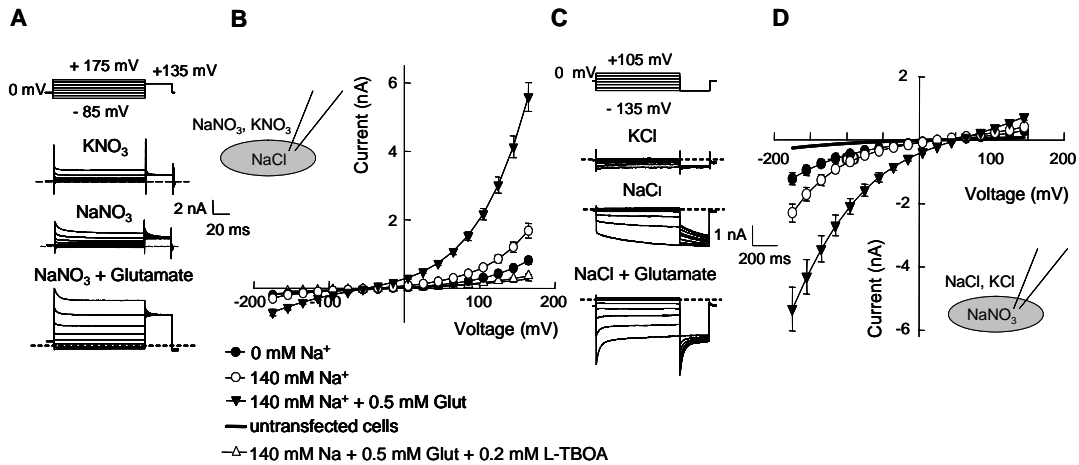 A
+ 175 mV
+135 mV
0 mV
- 85 mV
KNO₃
NaNO₃
2 nA
20 ms
NaNO₃ + Glutamate
B
NaNO₃, KNO₃
NaCl
Current (nA)
6
4
2
0
-200
-100
0
100
200
Voltage (mV)
0 mM Na⁺
140 mM Na⁺
140 mM Na⁺ + 0.5 mM Glut
untransfected cells
140 mM Na + 0.5 mM Glut + 0.2 mM L-TBOA
C
+105 mV
0 mV
- 135 mV
KCl
NaCl
1 nA
200 ms
NaCl + Glutamate
D
2
-200
100
200
Voltage (mV)
-2
-4
-6
Current (nA)
NaCl, KCl
NaNO₃